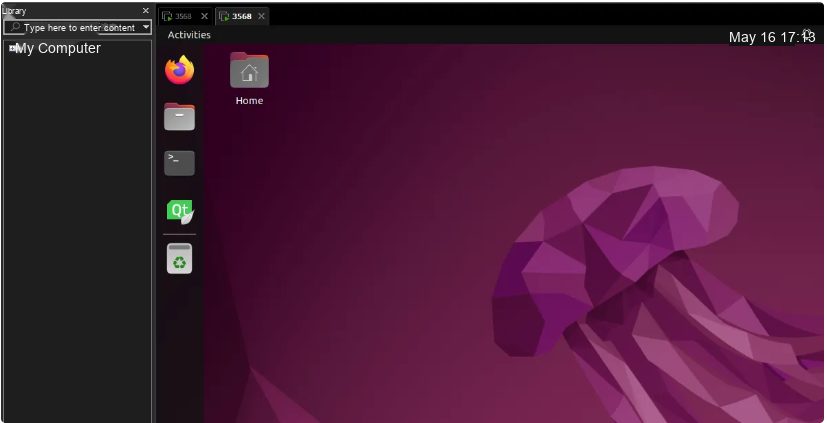 Library
Type here to enter content
My Computer
3568
3568
Activities
May 16 17:13
Home
>_
Qt